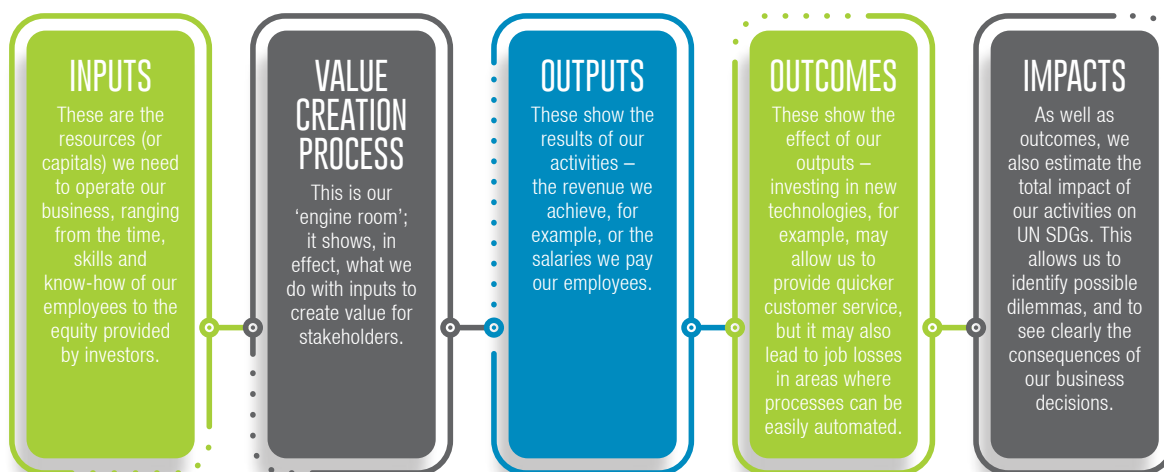 INPUTS
These are the
resources (or
capitals) we need
to operate our
business, ranging
from the time,
skills and
know-how of our
employees to the
equity provided
by investors.
VALUE
CREATION
PROCESS
This is our
‘engine room’;
it shows, in
effect, what we
do with inputs to
create value for
stakeholders.
OUTPUTS
These show the
results of our
activities –
the revenue we
achieve, for
example, or the
salaries we pay
our employees.
OUTCOMES
These show the
effect of our
outputs –
investing in new
technologies, for
example, may
allow us to
provide quicker
customer service,
but it may also
lead to job losses
in areas where
processes can be
easily automated.
IMPACTS
As well as
outcomes, we
also estimate the
total impact of
our activities on
UN SDGs. This
allows us to
identify possible
dilemmas, and to
see clearly the
consequences of
our business
decisions.